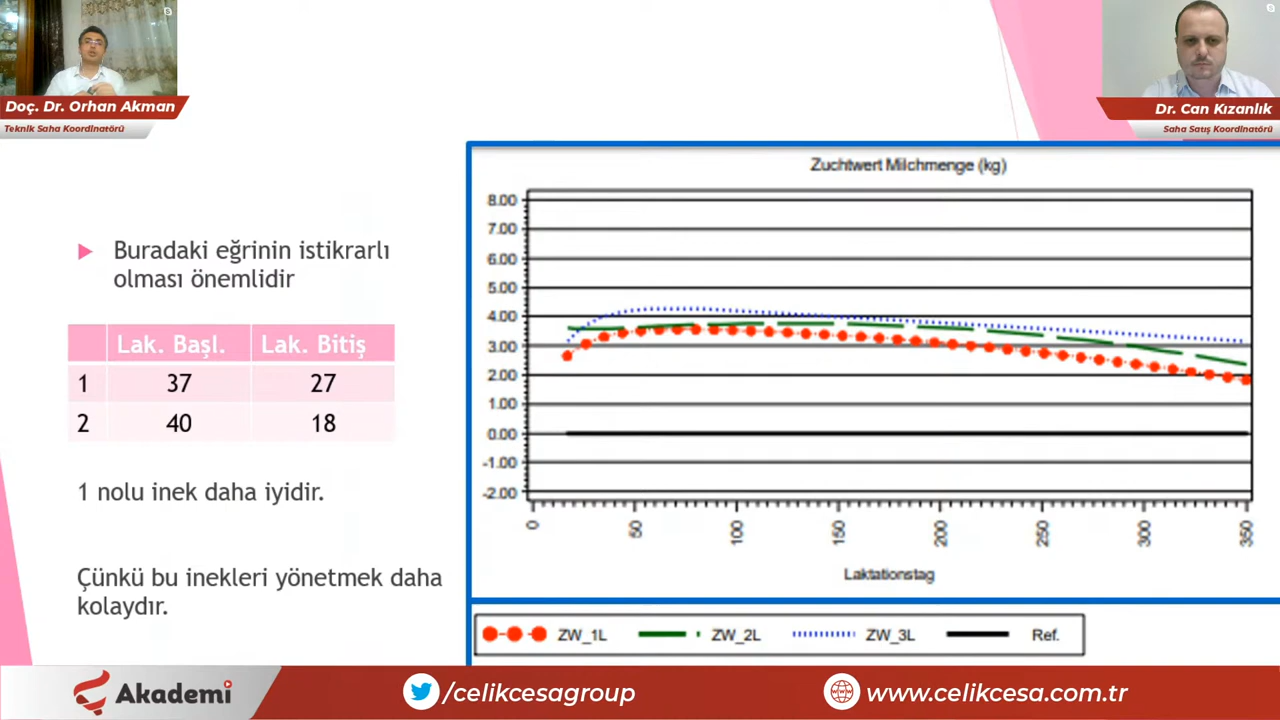 Doç. Dr. Orhan Akman
Teknik Saha Koordinatörü
Dr. Can Kızanlık
Saha Satış Koordinatörü
Buradaki eğrinin istikrarlı
olması önemlidir
Lak. Başl. Lak. Bitiş
1 37 27
2 40 18
1 nolu inek daha iyidir.
Çünkü bu inekleri yönetmek daha
kolaydır.
Zuchtwert Milchmenge (kg)
8.00
7.00
6.00
5.00
4.00
3.00
2.00
1.00
0.00
-1.00
-2.00
0 50 100 150 200 250 300 350
Laktationstag
ZW_1L ZW_2L ZW_3L Ref.
Akademi
/celikcesagroup
www.celikcesa.com.tr